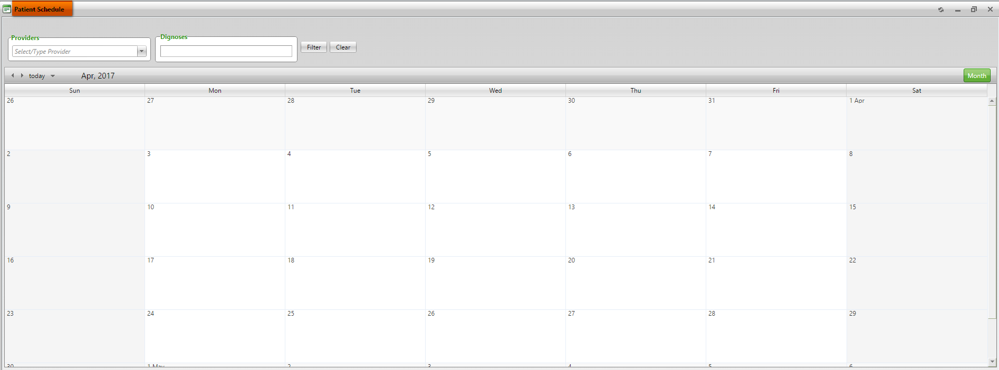 Patient Schedule
Providers
Dignoses
Select/Type Provider
Filter Clear
today Apr, 2017 Month
Sun Mon Tue Wed Thu Fri Sat
26 27 28 29 30 31 1 Apr
2 3 4 5 6 7 8
9 10 11 12 13 14 15
16 17 18 19 20 21 22
23 24 25 26 27 28 29
30 1 May 2 3 4 5 6